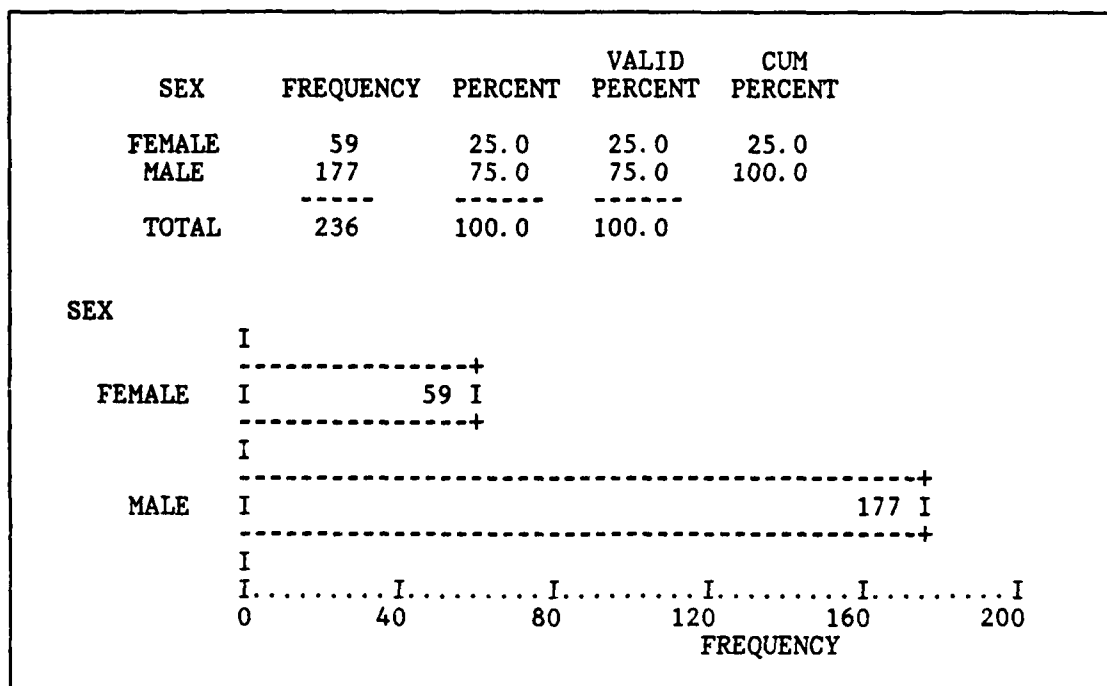 VALID CUM
SEX FREQUENCY PERCENT PERCENT PERCENT
FEMALE 59 25.0 25.0 25.0
MALE 177 75.0 75.0 100.0
----- ------ ------
TOTAL 236 100.0 100.0
SEX
I
---------------+
FEMALE I 59 I
---------------+
I
--------------------------------------------+
MALE I 177 I
--------------------------------------------+
I
I.........I.........I.........I.........I.........I
0 40 80 120 160 200
FREQUENCY